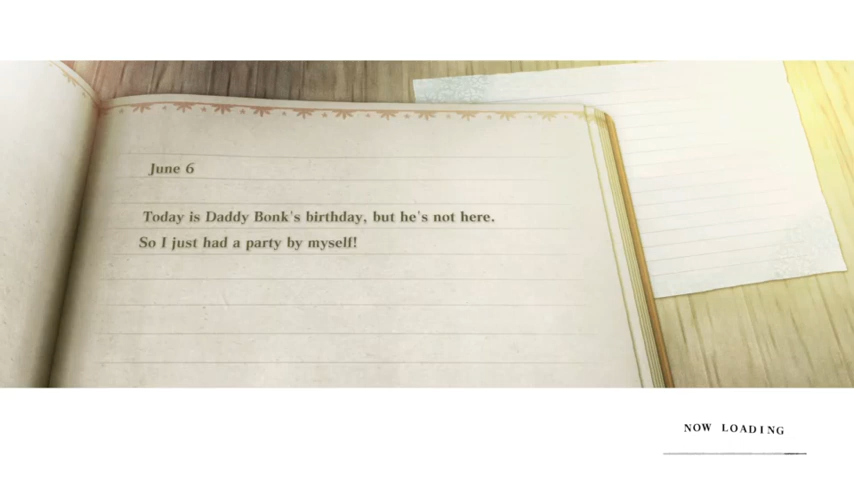 June 6
Today is Daddy Bonk's birthday, but he's not here.
So I just had a party by myself!
NOW LOADING